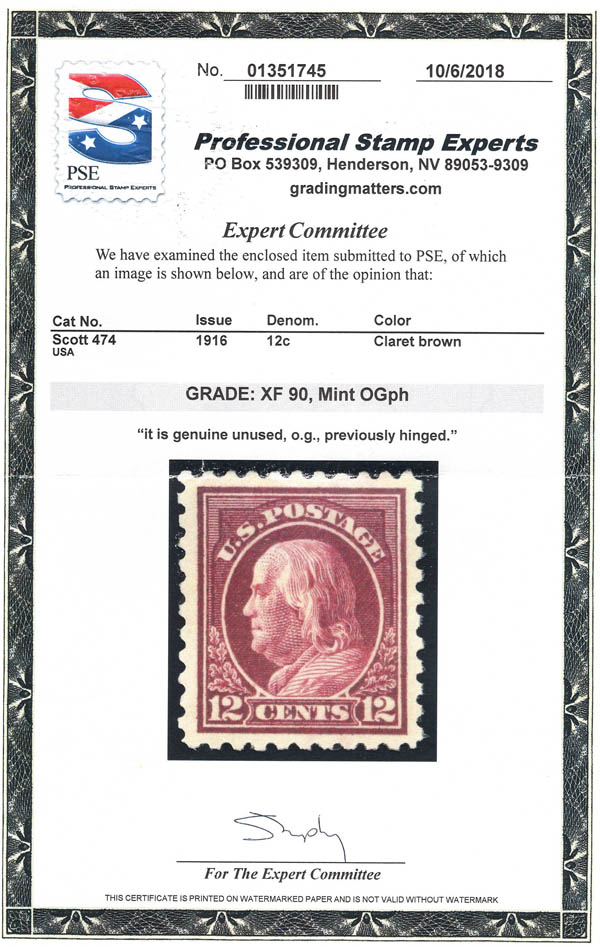 No. 01351745 10/6/2018
PSE
PROFESSIONAL STAMP EXPERTS
Professional Stamp Experts
PO Box 539309, Henderson, NV 89053-9309
gradingmatters.com
Expert Committee
We have examined the enclosed item submitted to PSE, of which
an image is shown below, and are of the opinion that:
Cat No. Issue Denom. Color
Scott 474 1916 12c Claret brown
USA
GRADE: XF 90, Mint OGph
“it is genuine unused, o.g., previously hinged.”
U.S. POSTAGE
12 CENTS 12
For The Expert Committee
THIS CERTIFICATE IS PRINTED ON WATERMARKED PAPER AND IS NOT VALID WITHOUT WATERMARK